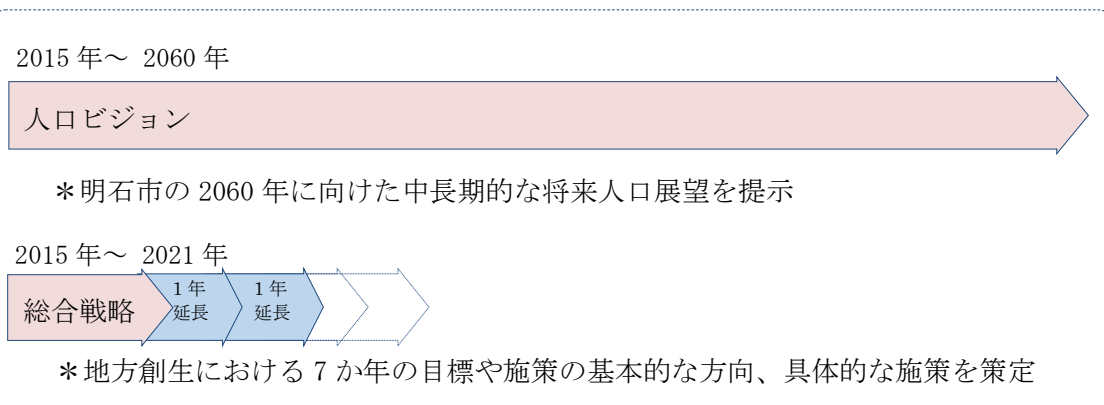 2015 年～ 2060 年
人口ビジョン
＊明石市の 2060 年に向けた中長期的な将来人口展望を提示
2015 年～ 2021 年
総合戦略
1 年
延長
1 年
延長
＊地方創生における 7 か年の目標や施策の基本的な方向、具体的な施策を策定